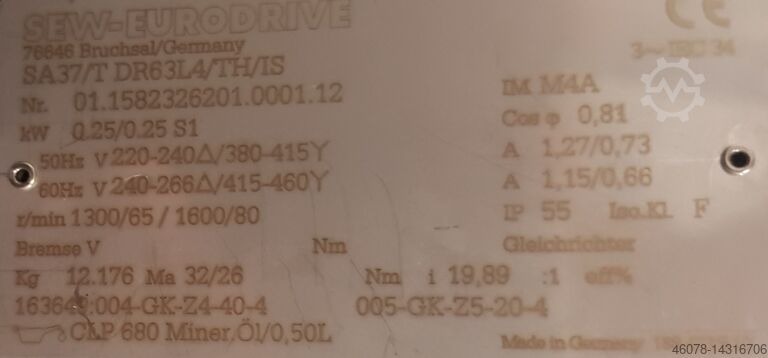 SEW-EURODRIVE CE
76646 Bruchsal/Germany 3~IEC 34
SA37/T DR63L4/TH/IS
Nr. 01.1582326201.0001.12 IM M4A
kW 0.25/0.25 S1 Cos φ 0,81
50Hz V 220-240Δ/380-415Y A 1,27/0,73
60Hz V 240-266Δ/415-460Y A 1,15/0,66
r/min 1300/65 / 1600/80 IP 55 Iso.Kl. F
Bremse V Nm Gleichrichter
Kg 12.176 Ma 32/26 Nm i 19,89 :1 eff%
004-GK-Z4-40-4 005-GK-Z5-20-4
CLP 680 Miner.Öl/0,50L Made in Germany
46078-14316706